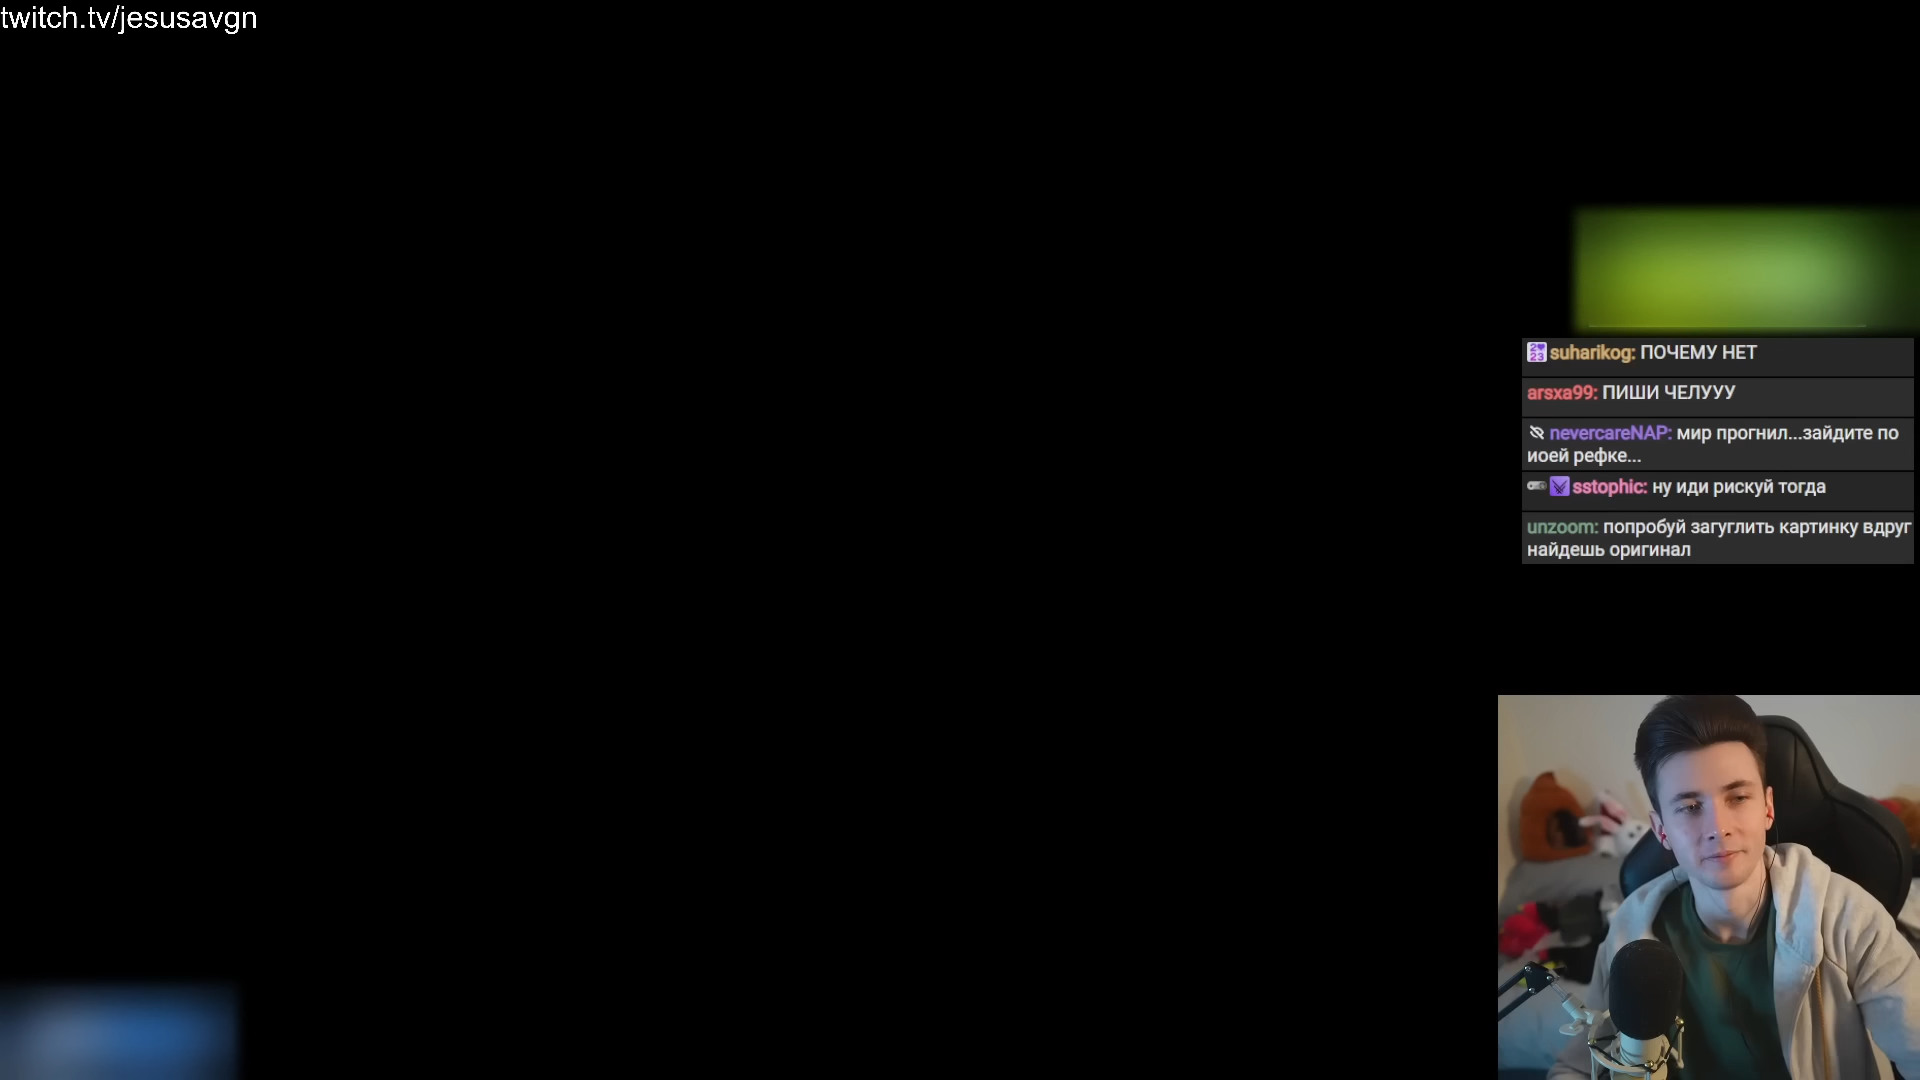 twitch.tv/jesusavgn
suharikog: ПОЧЕМУ НЕТ
arsxa99: ПИШИ ЧЕЛУУУ
nevercareNAP: мир прогнил...зайдите по
иоей рефке...
sstophic: ну иди рискуй тогда
unzoom: попробуй загуглить картинку вдруг
найдешь оригинал